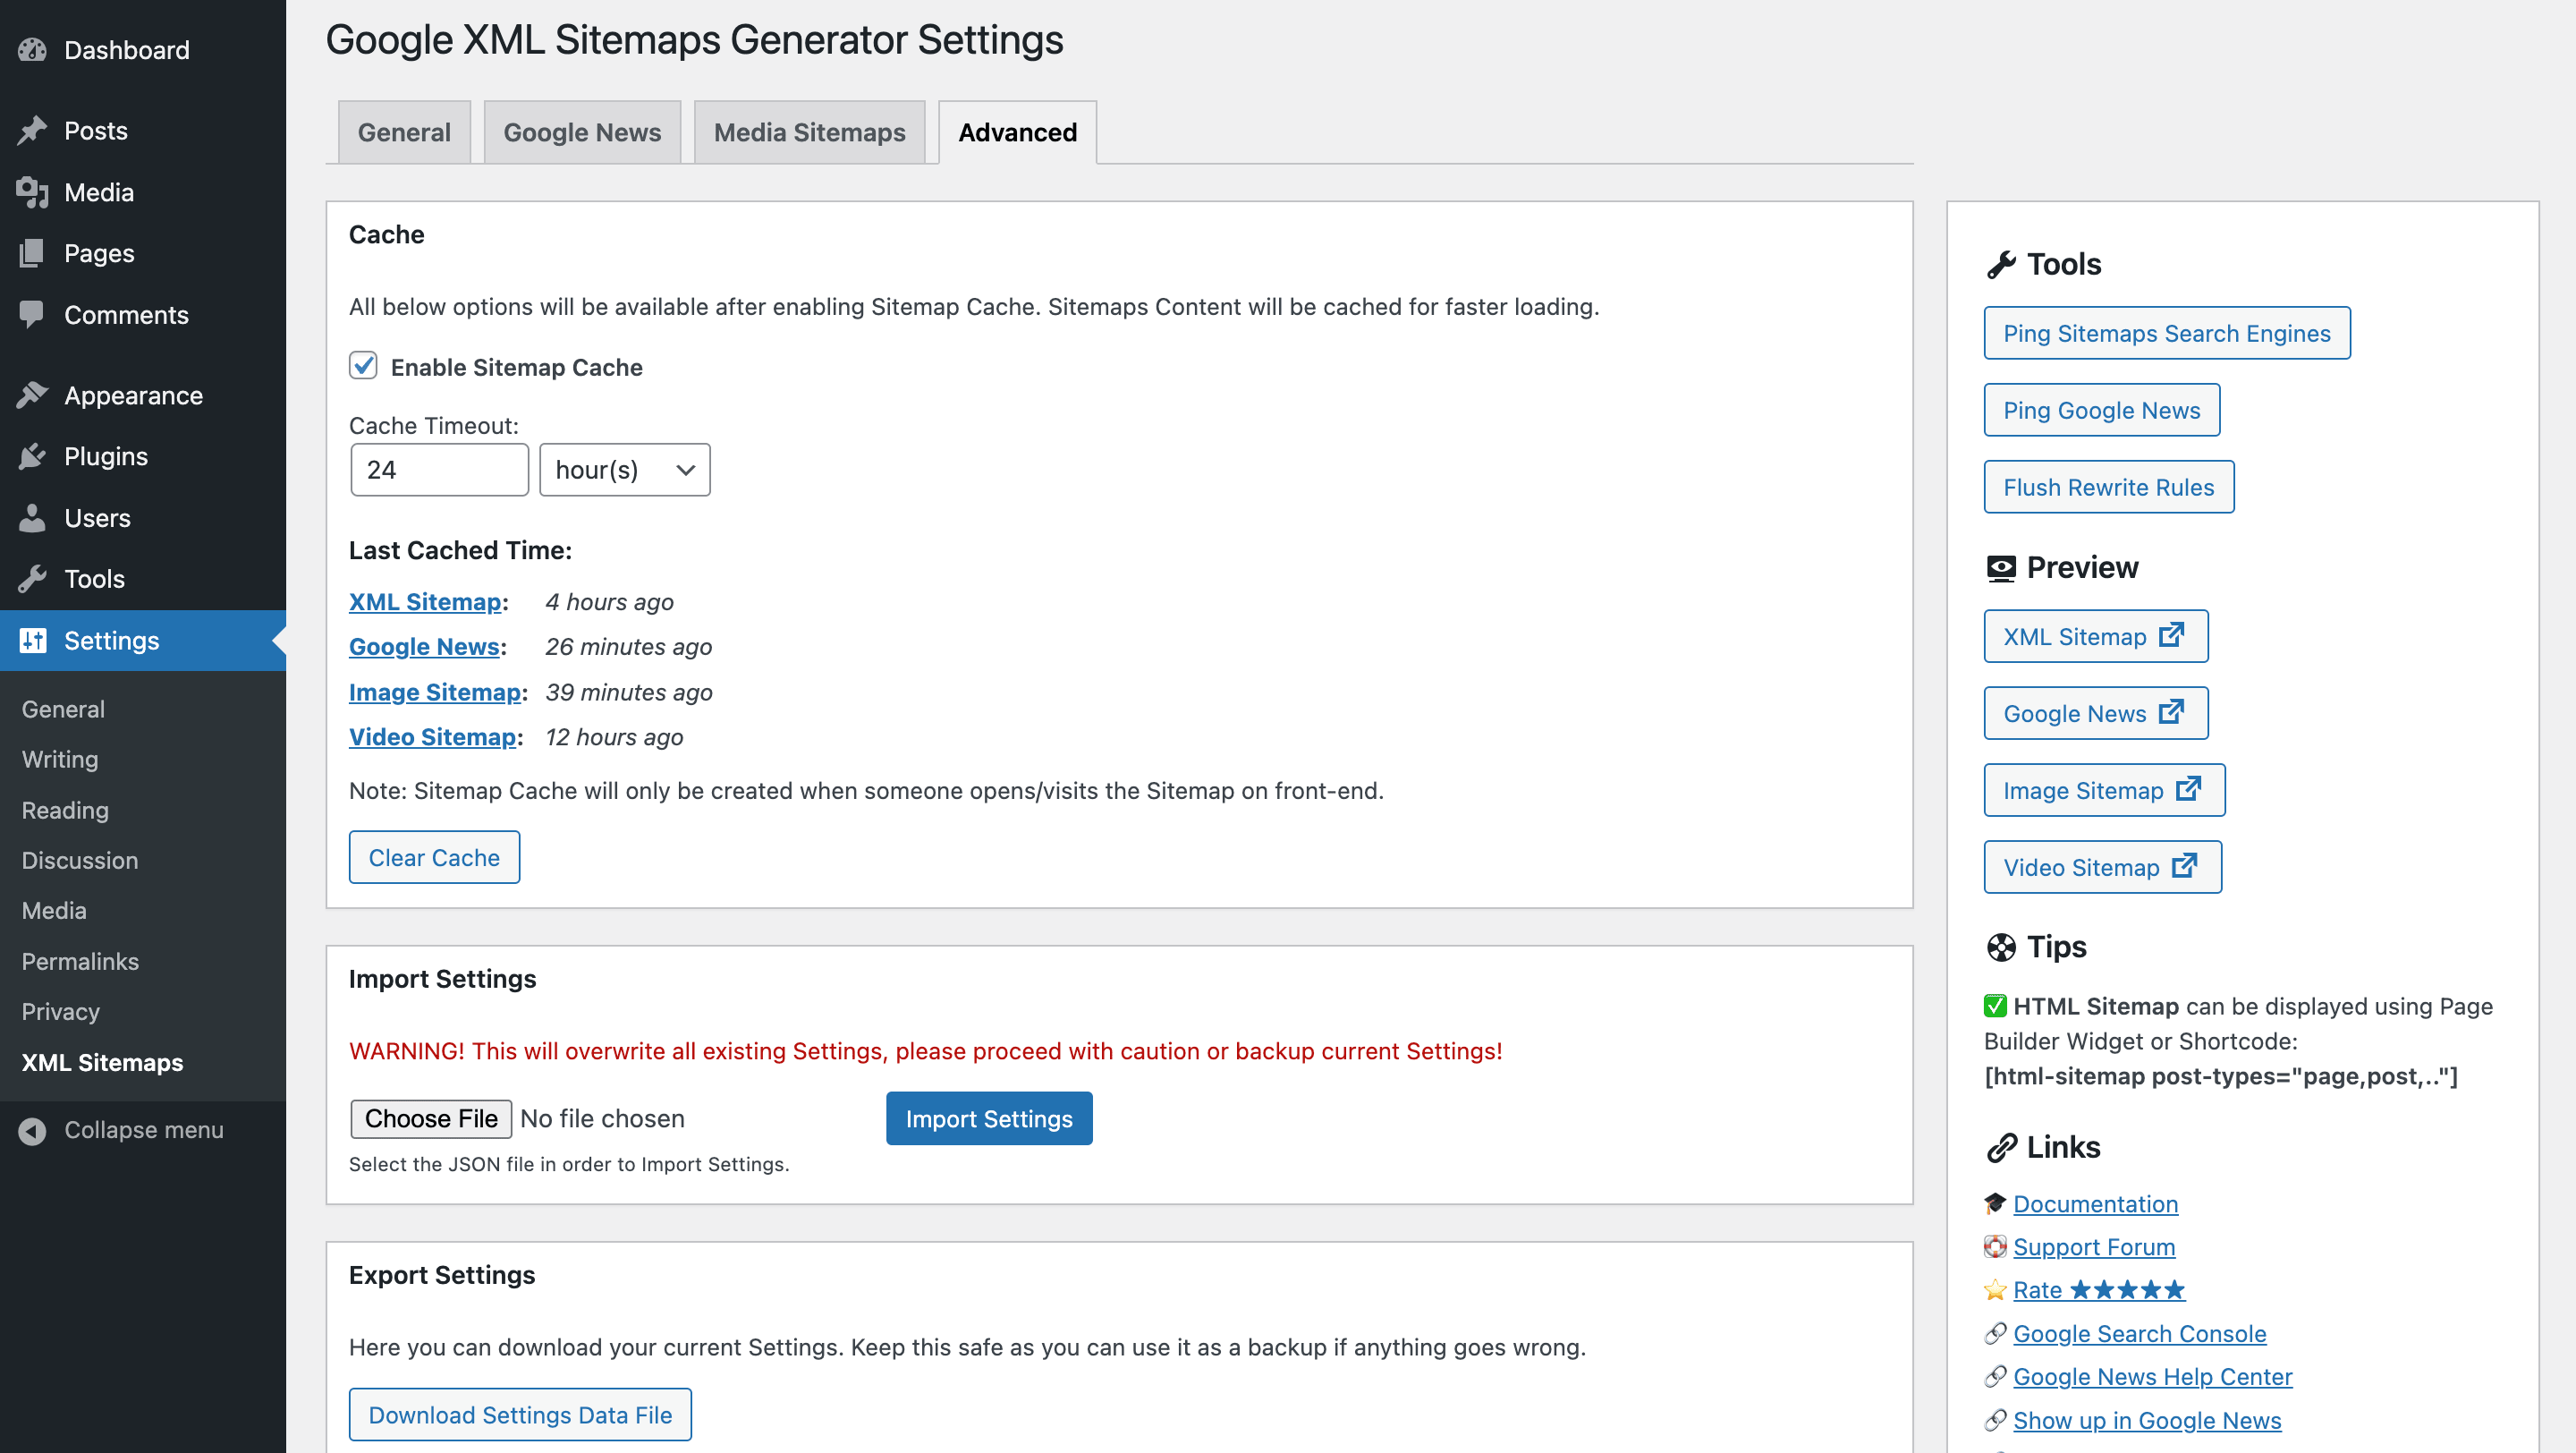 Dashboard
Posts
Media
Pages
Comments
Appearance
Plugins
Users
Tools
Settings
General
Writing
Reading
Discussion
Media
Permalinks
Privacy
XML Sitemaps
Collapse menu
Google XML Sitemaps Generator Settings
General Google News Media Sitemaps Advanced
Cache
All below options will be available after enabling Sitemap Cache. Sitemaps Content will be cached for faster loading.
Enable Sitemap Cache
Cache Timeout:
24 hour(s)
Last Cached Time:
XML Sitemap: 4 hours ago
Google News: 26 minutes ago
Image Sitemap: 39 minutes ago
Video Sitemap: 12 hours ago
Note: Sitemap Cache will only be created when someone opens/visits the Sitemap on front-end.
Clear Cache
Import Settings
WARNING! This will overwrite all existing Settings, please proceed with caution or backup current Settings!
Choose File No file chosen Import Settings
Select the JSON file in order to Import Settings.
Export Settings
Here you can download your current Settings. Keep this safe as you can use it as a backup if anything goes wrong.
Download Settings Data File
Tools
Ping Sitemaps Search Engines
Ping Google News
Flush Rewrite Rules
Preview
XML Sitemap
Google News
Image Sitemap
Video Sitemap
Tips
✅ HTML Sitemap can be displayed using Page
Builder Widget or Shortcode:
[html-sitemap post-types="page,post,.."]
Links
Documentation
Support Forum
Rate ★★★★★
Google Search Console
Google News Help Center
Show up in Google News